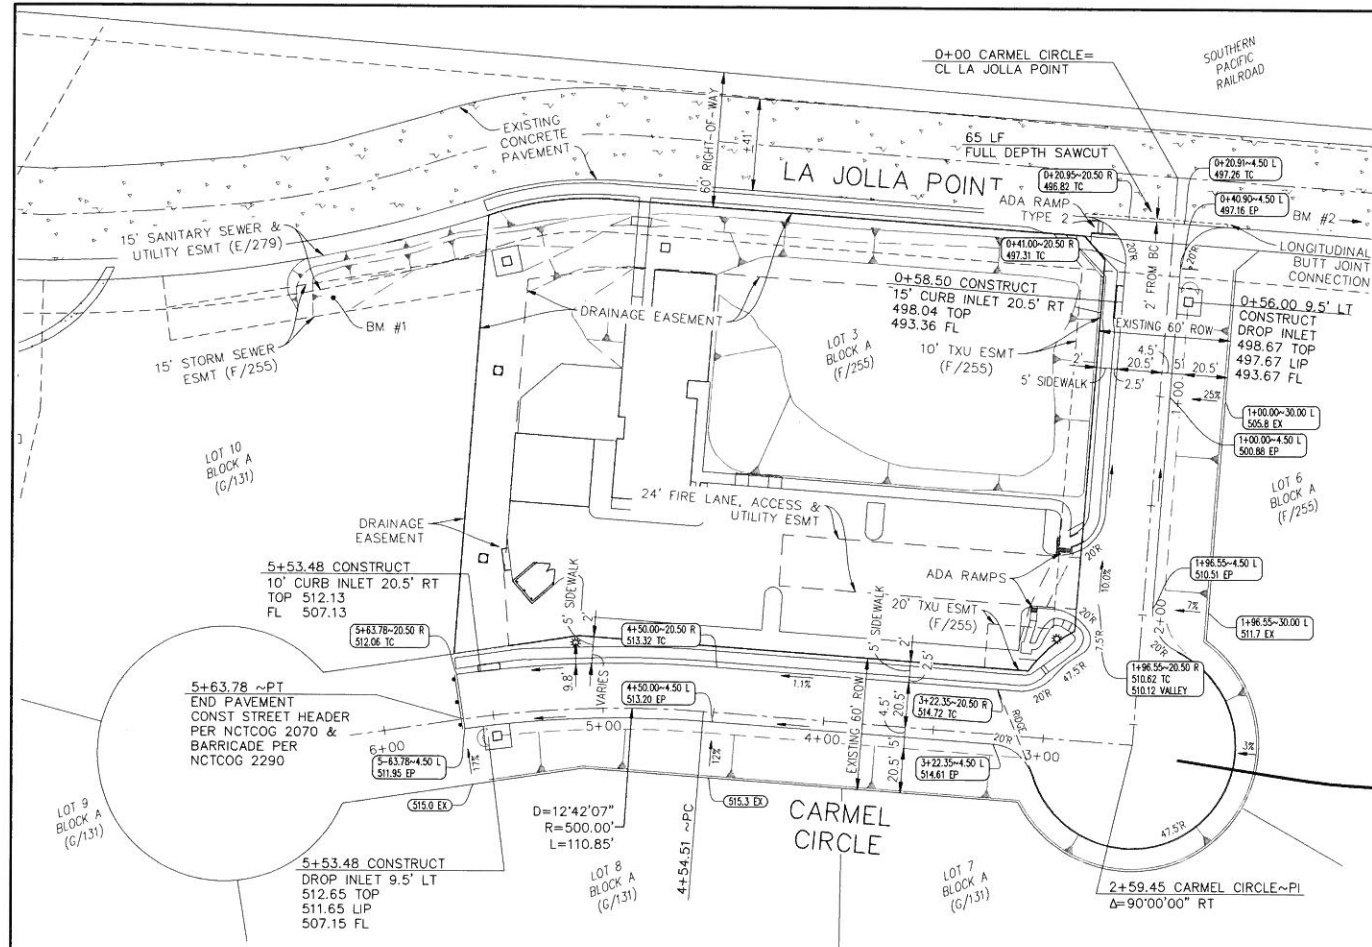 0+00 CARMEL CIRCLE=
CL LA JOLLA POINT
SOUTHERN
PACIFIC
RAILROAD
EXISTING
CONCRETE
PAVEMENT
60' RIGHT-OF-WAY
±41'
65 LF
FULL DEPTH SAWCUT
LA JOLLA POINT
0+20.95~20.50 R
496.82 TC
0+20.91~4.50 L
497.26 TC
ADA RAMP
TYPE 2
0+40.90~4.50 L
497.16 EP
BM #2
15' SANITARY SEWER &
UTILITY ESMT (E/279)
0+41.00~20.50 R
497.31 TC
20'R
2' FROM BC
±20'R
LONGITUDINAL
BUTT JOINT
CONNECTION
BM #1
DRAINAGE EASEMENT
0+58.50 CONSTRUCT
15' CURB INLET 20.5' RT
498.04 TOP
493.36 FL
0+56.00 9.5' LT
CONSTRUCT
DROP INLET
498.67 TOP
497.67 LIP
493.67 FL
EXISTING 60' ROW
15' STORM SEWER
ESMT (F/255)
LOT 3
BLOCK A
(F/255)
10' TXU ESMT
(F/255)
2'
20.5'
4.5'
5'
20.5'
5' SIDEWALK
2.5'
1+00
25%
1+00.00~30.00 L
505.8 EX
1+00.00~4.50 L
500.88 EP
LOT 10
BLOCK A
(G/131)
LOT 6
BLOCK A
(F/255)
24' FIRE LANE, ACCESS &
UTILITY ESMT
DRAINAGE
EASEMENT
20'R
5+53.48 CONSTRUCT
10' CURB INLET 20.5' RT
TOP 512.13
FL 507.13
ADA RAMPS
10.0%
1+96.55~4.50 L
510.51 EP
5' SIDEWALK
2'
20' TXU ESMT
(F/255)
5' SIDEWALK
2'
2.5'
20'R
7.5'R
2+00
7%
20'R
1+96.55~30.00 L
511.7 EX
5+63.78~20.50 R
512.06 TC
4+50.00~20.50 R
513.32 TC
1+96.55~20.50 R
510.62 TC
510.12 VALLEY
47.5'R
20'R
5+63.78 ~PT
END PAVEMENT
CONST STREET HEADER
PER NCTCOG 2070 &
BARRICADE PER
NCTCOG 2290
9.8'
VARIES
4+50.00~4.50 L
513.20 EP
1.1%
EXISTING 60' ROW
4.5'
20.5'
5'
20.5'
3+22.35~20.50 R
514.72 TC
RIDGE
20'R
6+00
5+00
4+00
3+00
3%
5-63.78~4.50 L
511.95 EP
17%
12%
3+22.35~4.50 L
514.61 EP
515.0 EX
515.3 EX
LOT 9
BLOCK A
(G/131)
D=12°42'07"
R=500.00'
L=110.85'
4+54.51 ~PC
CARMEL
CIRCLE
47.5'R
5+53.48 CONSTRUCT
DROP INLET 9.5' LT
512.65 TOP
511.65 LIP
507.15 FL
LOT 8
BLOCK A
(G/131)
LOT 7
BLOCK A
(G/131)
2+59.45 CARMEL CIRCLE~PI
Δ=90°00'00" RT